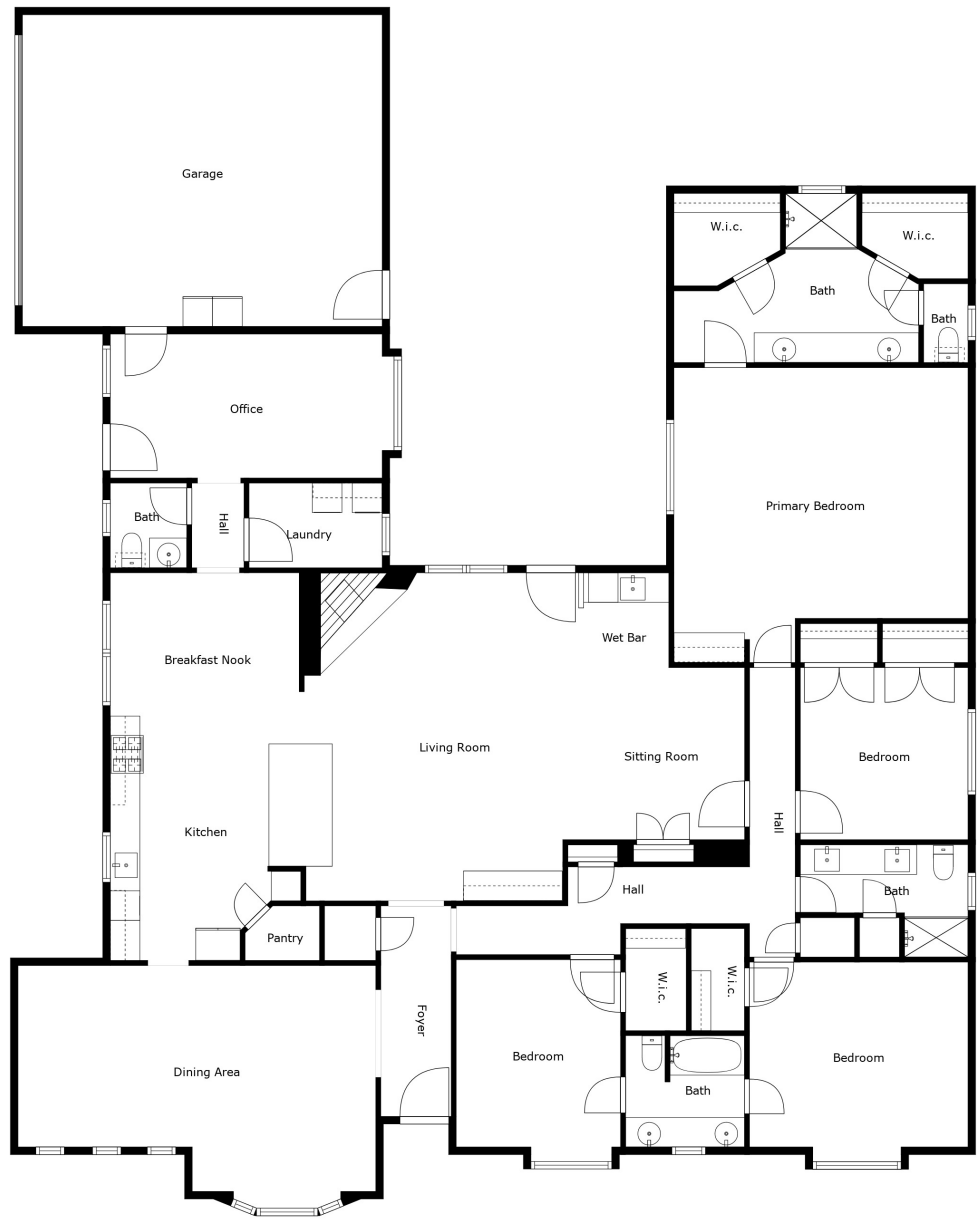 Garage
W.i.c.
W.i.c.
Bath
Bath
Office
Primary Bedroom
Bath
Hall
Laundry
Wet Bar
Breakfast Nook
Living Room
Sitting Room
Bedroom
Kitchen
Hall
Hall
Bath
Pantry
W.i.c.
W.i.c.
Foyer
Bedroom
Bedroom
Dining Area
Bath